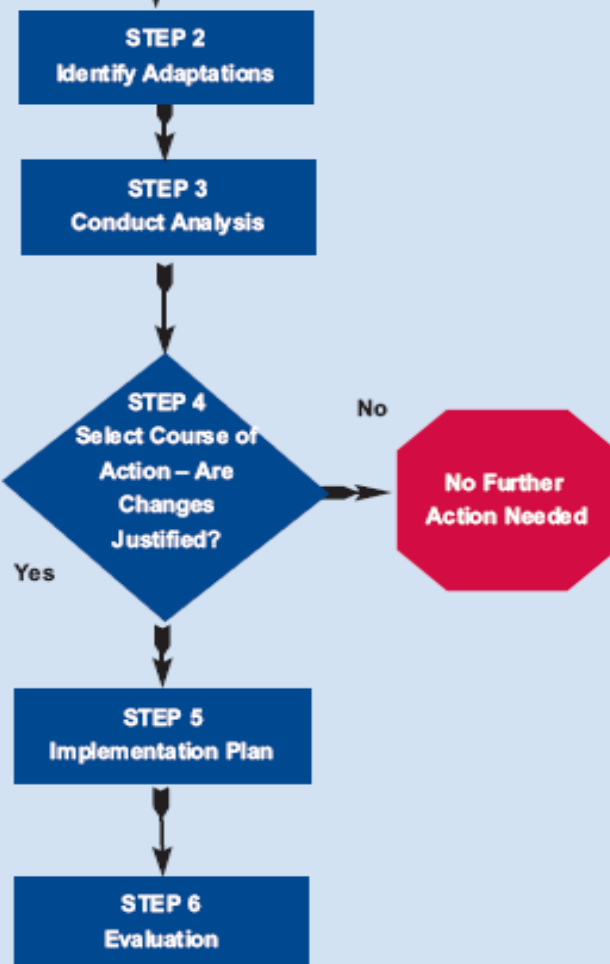 STEP 2
Identify Adaptations
STEP 3
Conduct Analysis
STEP 4
Select Course of
Action – Are
Changes
Justified?
No
No Further
Action Needed
Yes
STEP 5
Implementation Plan
STEP 6
Evaluation